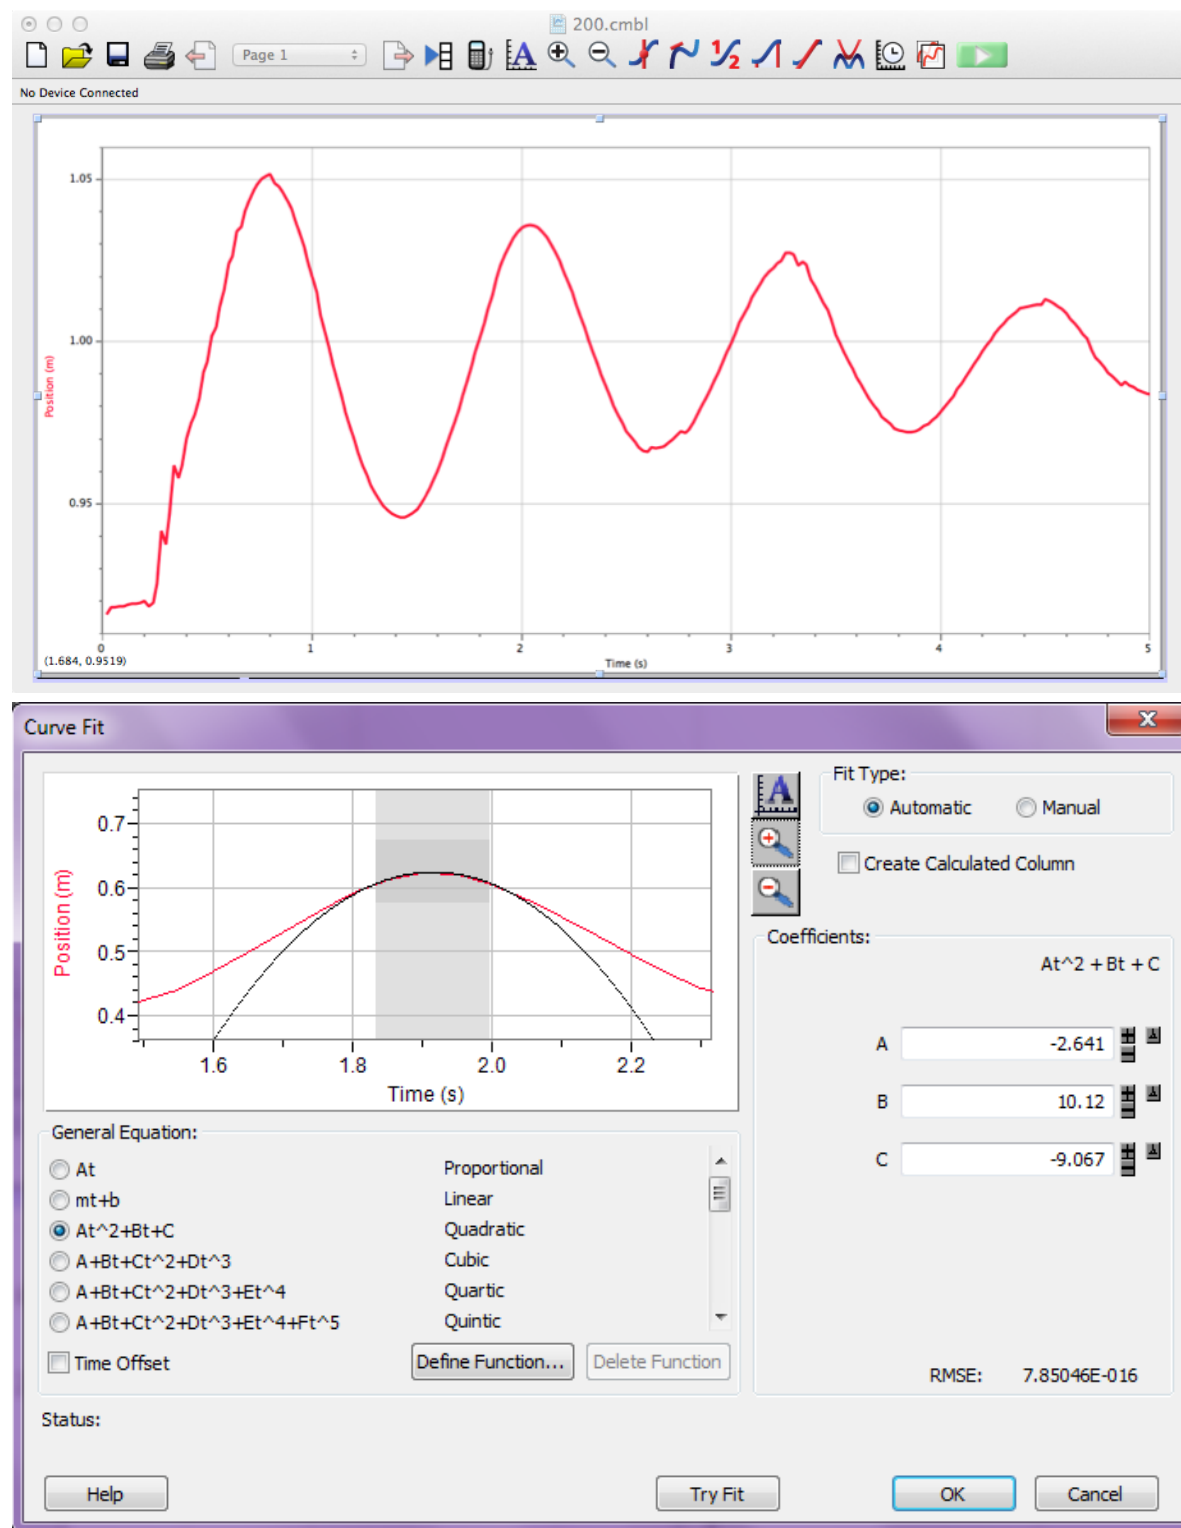 200.cmbl
Page 1
1/2
No Device Connected
1.05
1.00
0.95
Position (m)
0 1 2 3 4 5
(1.684, 0.9519)
Time (s)
Curve Fit
0.7
0.6
0.5
0.4
Position (m)
1.6 1.8 2.0 2.2
Time (s)
Fit Type:
Automatic Manual
Create Calculated Column
Coefficients:
At^2 + Bt + C
A -2.641
B 10.12
C -9.067
RMSE: 7.85046E-016
General Equation:
At Proportional
mt+b Linear
At^2+Bt+C Quadratic
A+Bt+Ct^2+Dt^3 Cubic
A+Bt+Ct^2+Dt^3+Et^4 Quartic
A+Bt+Ct^2+Dt^3+Et^4+Ft^5 Quintic
Time Offset
Define Function... Delete Function
Status:
Help Try Fit OK Cancel